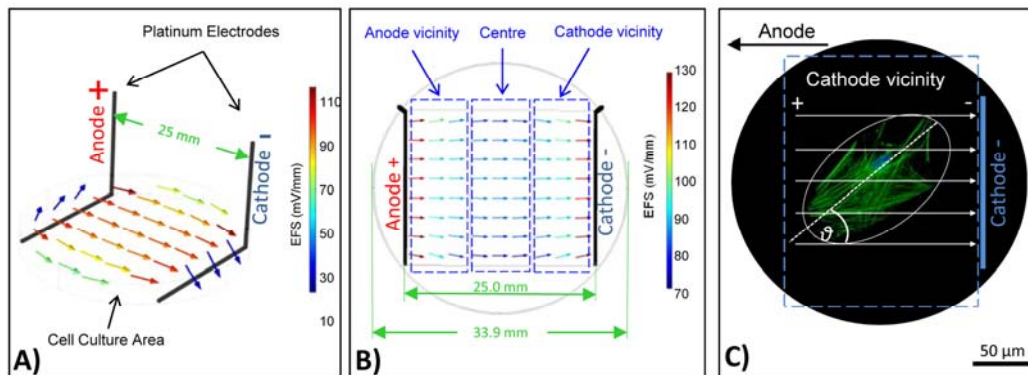 A)
Platinum Electrodes
Anode +
25 mm
Cathode -
Cell Culture Area
EFS (mV/mm)
110
90
70
50
30
10
B)
Anode vicinity
Centre
Cathode vicinity
Anode +
Cathode -
25.0 mm
33.9 mm
EFS (mV/mm)
130
120
110
100
90
80
70
C)
Anode
Cathode vicinity
+
-
ϑ
Cathode -
50 µm